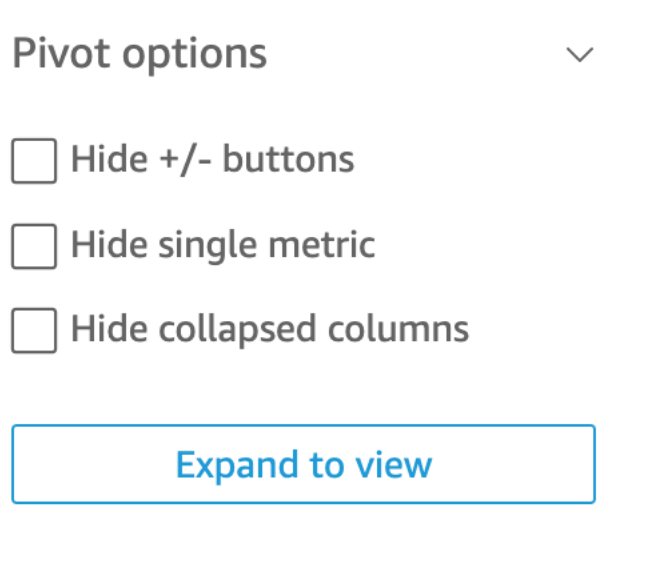 Pivot options
Hide +/- buttons
Hide single metric
Hide collapsed columns
Expand to view